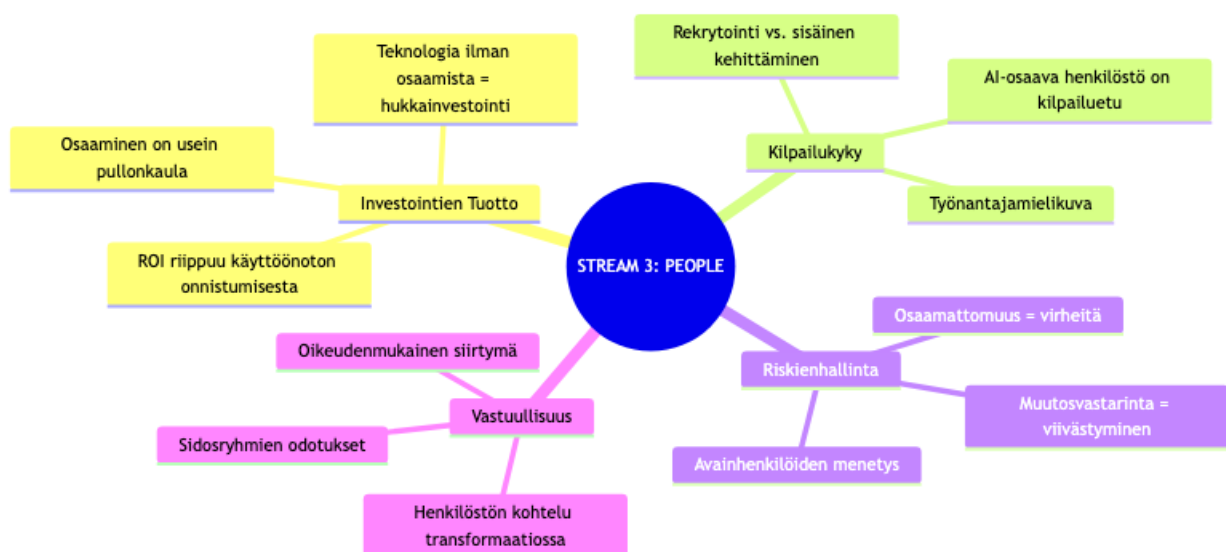 Teknologia ilman
osaamista =
hukkainvestointi
Osaaminen on usein
pullonkaula
Investointien Tuotto
ROI riippuu käyttöönoton
onnistumisesta
Rekrytointi vs. sisäinen
kehittäminen
AI-osaava henkilöstö on
kilpailuetu
Kilpailukyky
Työnantajamielikuva
STREAM 3: PEOPLE
Osaamattomuus = virheitä
Riskienhallinta
Muutosvastarinta =
viivästyminen
Avainhenkilöiden menetys
Oikeudenmukainen siirtymä
Vastuullisuus
Sidosryhmien odotukset
Henkilöstön kohtelu
transformaatiossa